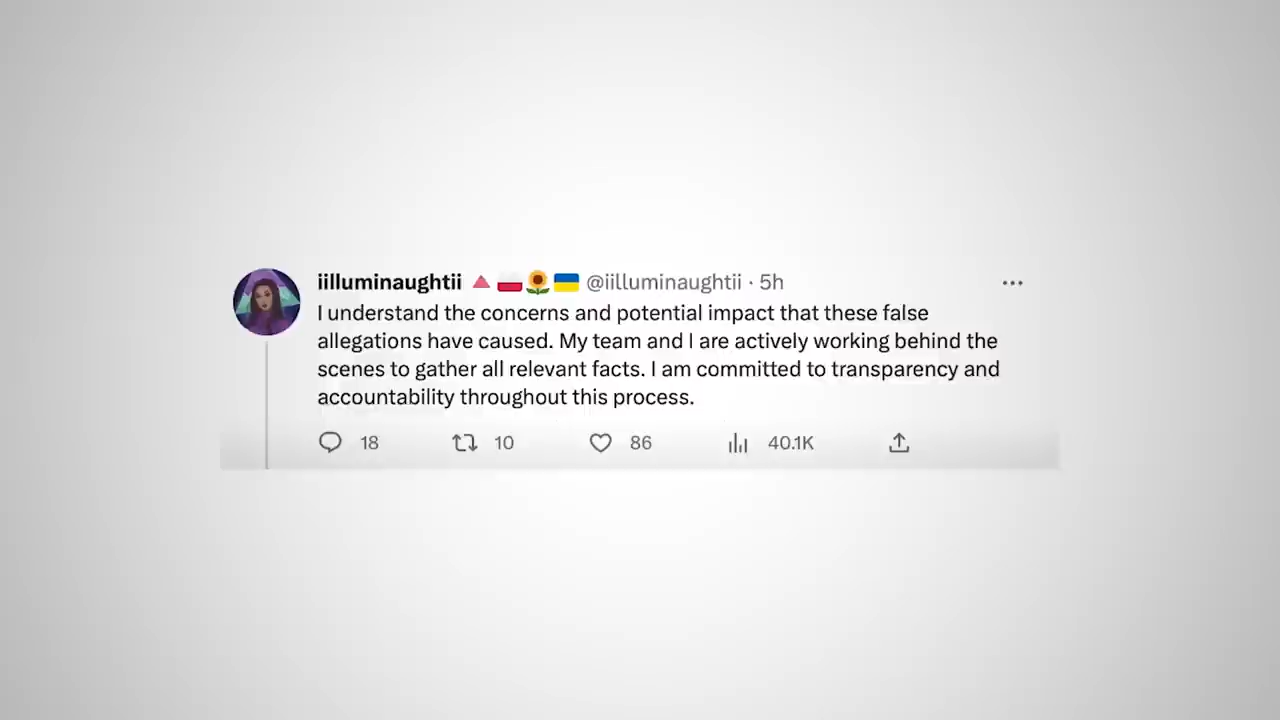 iilluminaughtii 🔺🇵🇱🌻🇺🇦 @iilluminaughtii · 5h
I understand the concerns and potential impact that these false
allegations have caused. My team and I are actively working behind the
scenes to gather all relevant facts. I am committed to transparency and
accountability throughout this process.
18 10 86 40.1K